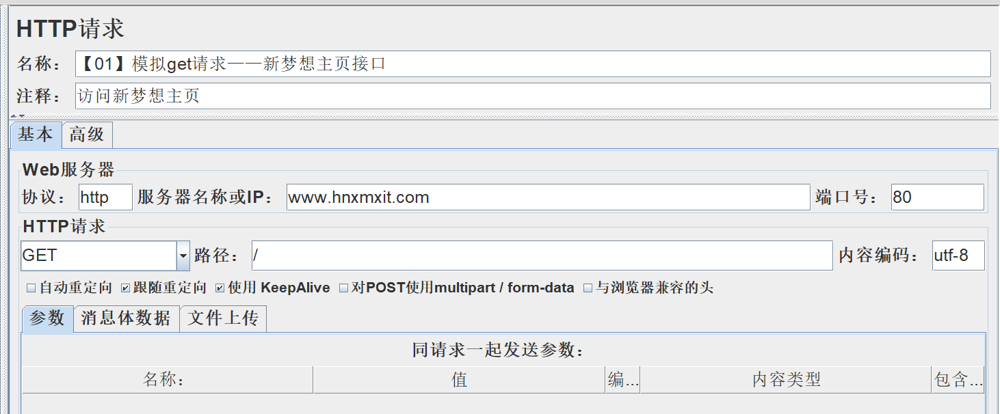 HTTP请求
名称： 【01】模拟get请求——新梦想主页接口
注释： 访问新梦想主页
基本 高级
Web服务器
协议： http 服务器名称或IP： www.hnxmxit.com 端口号： 80
HTTP请求
GET 路径： / 内容编码： utf-8
自动重定向 跟随重定向 使用 KeepAlive 对POST使用multipart / form-data 与浏览器兼容的头
参数 消息体数据 文件上传
同请求一起发送参数：
名称： 值 编... 内容类型 包含...